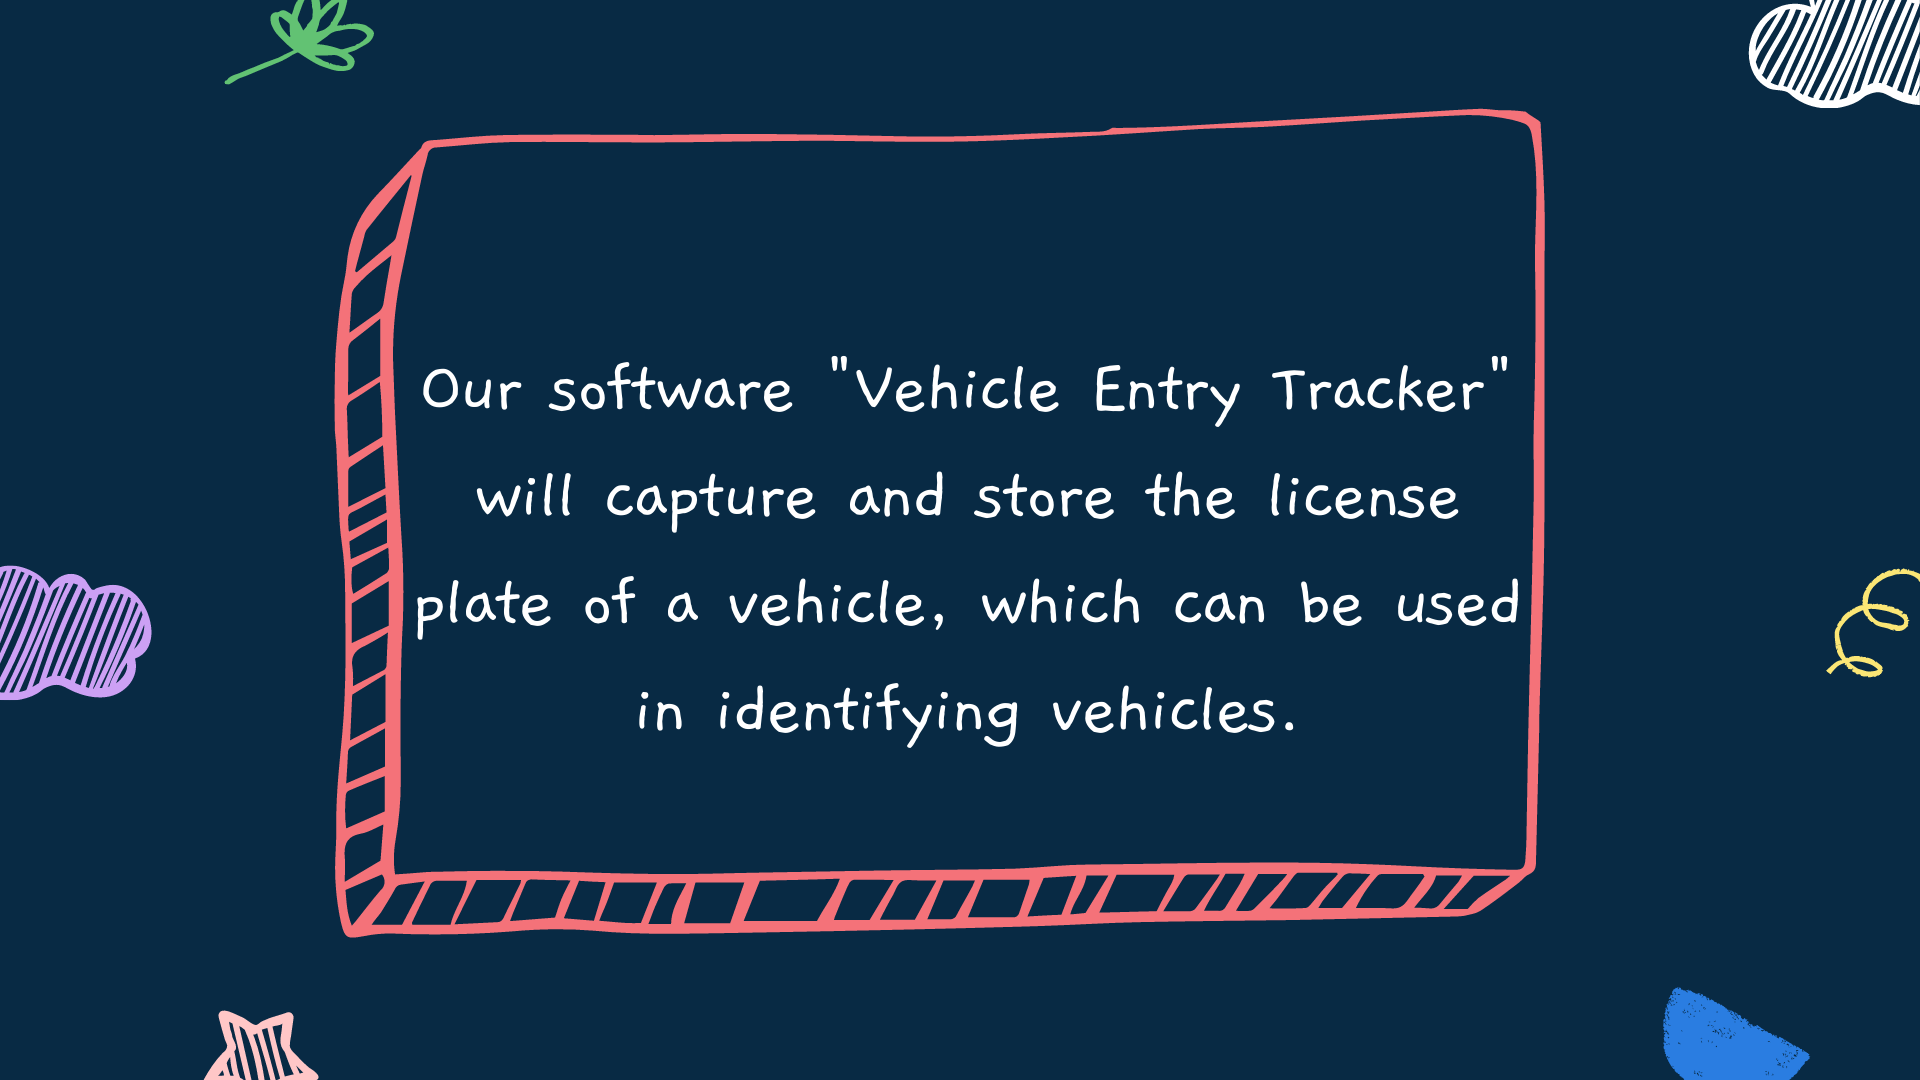 Our software "Vehicle Entry Tracker"
will capture and store the license
plate of a vehicle, which can be used
in identifying vehicles.